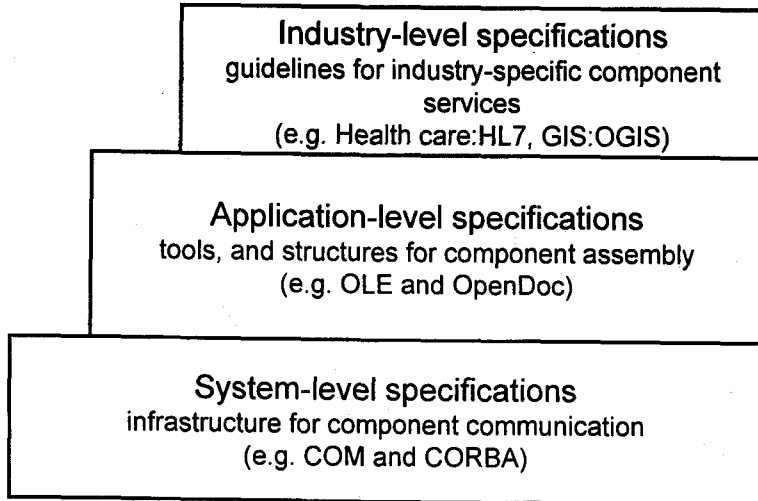 Industry-level specifications
guidelines for industry-specific component
services
(e.g. Health care:HL7, GIS:OGIS)
Application-level specifications
tools, and structures for component assembly
(e.g. OLE and OpenDoc)
System-level specifications
infrastructure for component communication
(e.g. COM and CORBA)